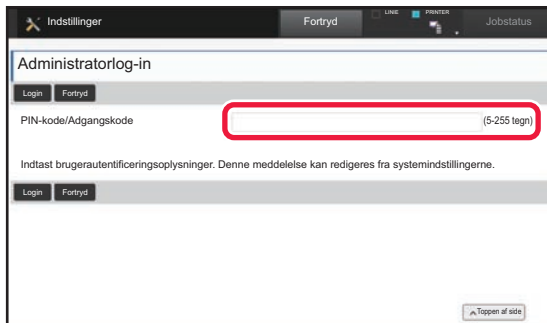 Indstillinger
Fortryd
LINIE
PRINTER
Jobstatus
Administratorlog-in
Login
Fortryd
PIN-kode/Adgangskode
(5-255 tegn)
Indtast brugerautentificeringsoplysninger. Denne meddelelse kan redigeres fra systemindstillingerne.
Login
Fortryd
Toppen af side